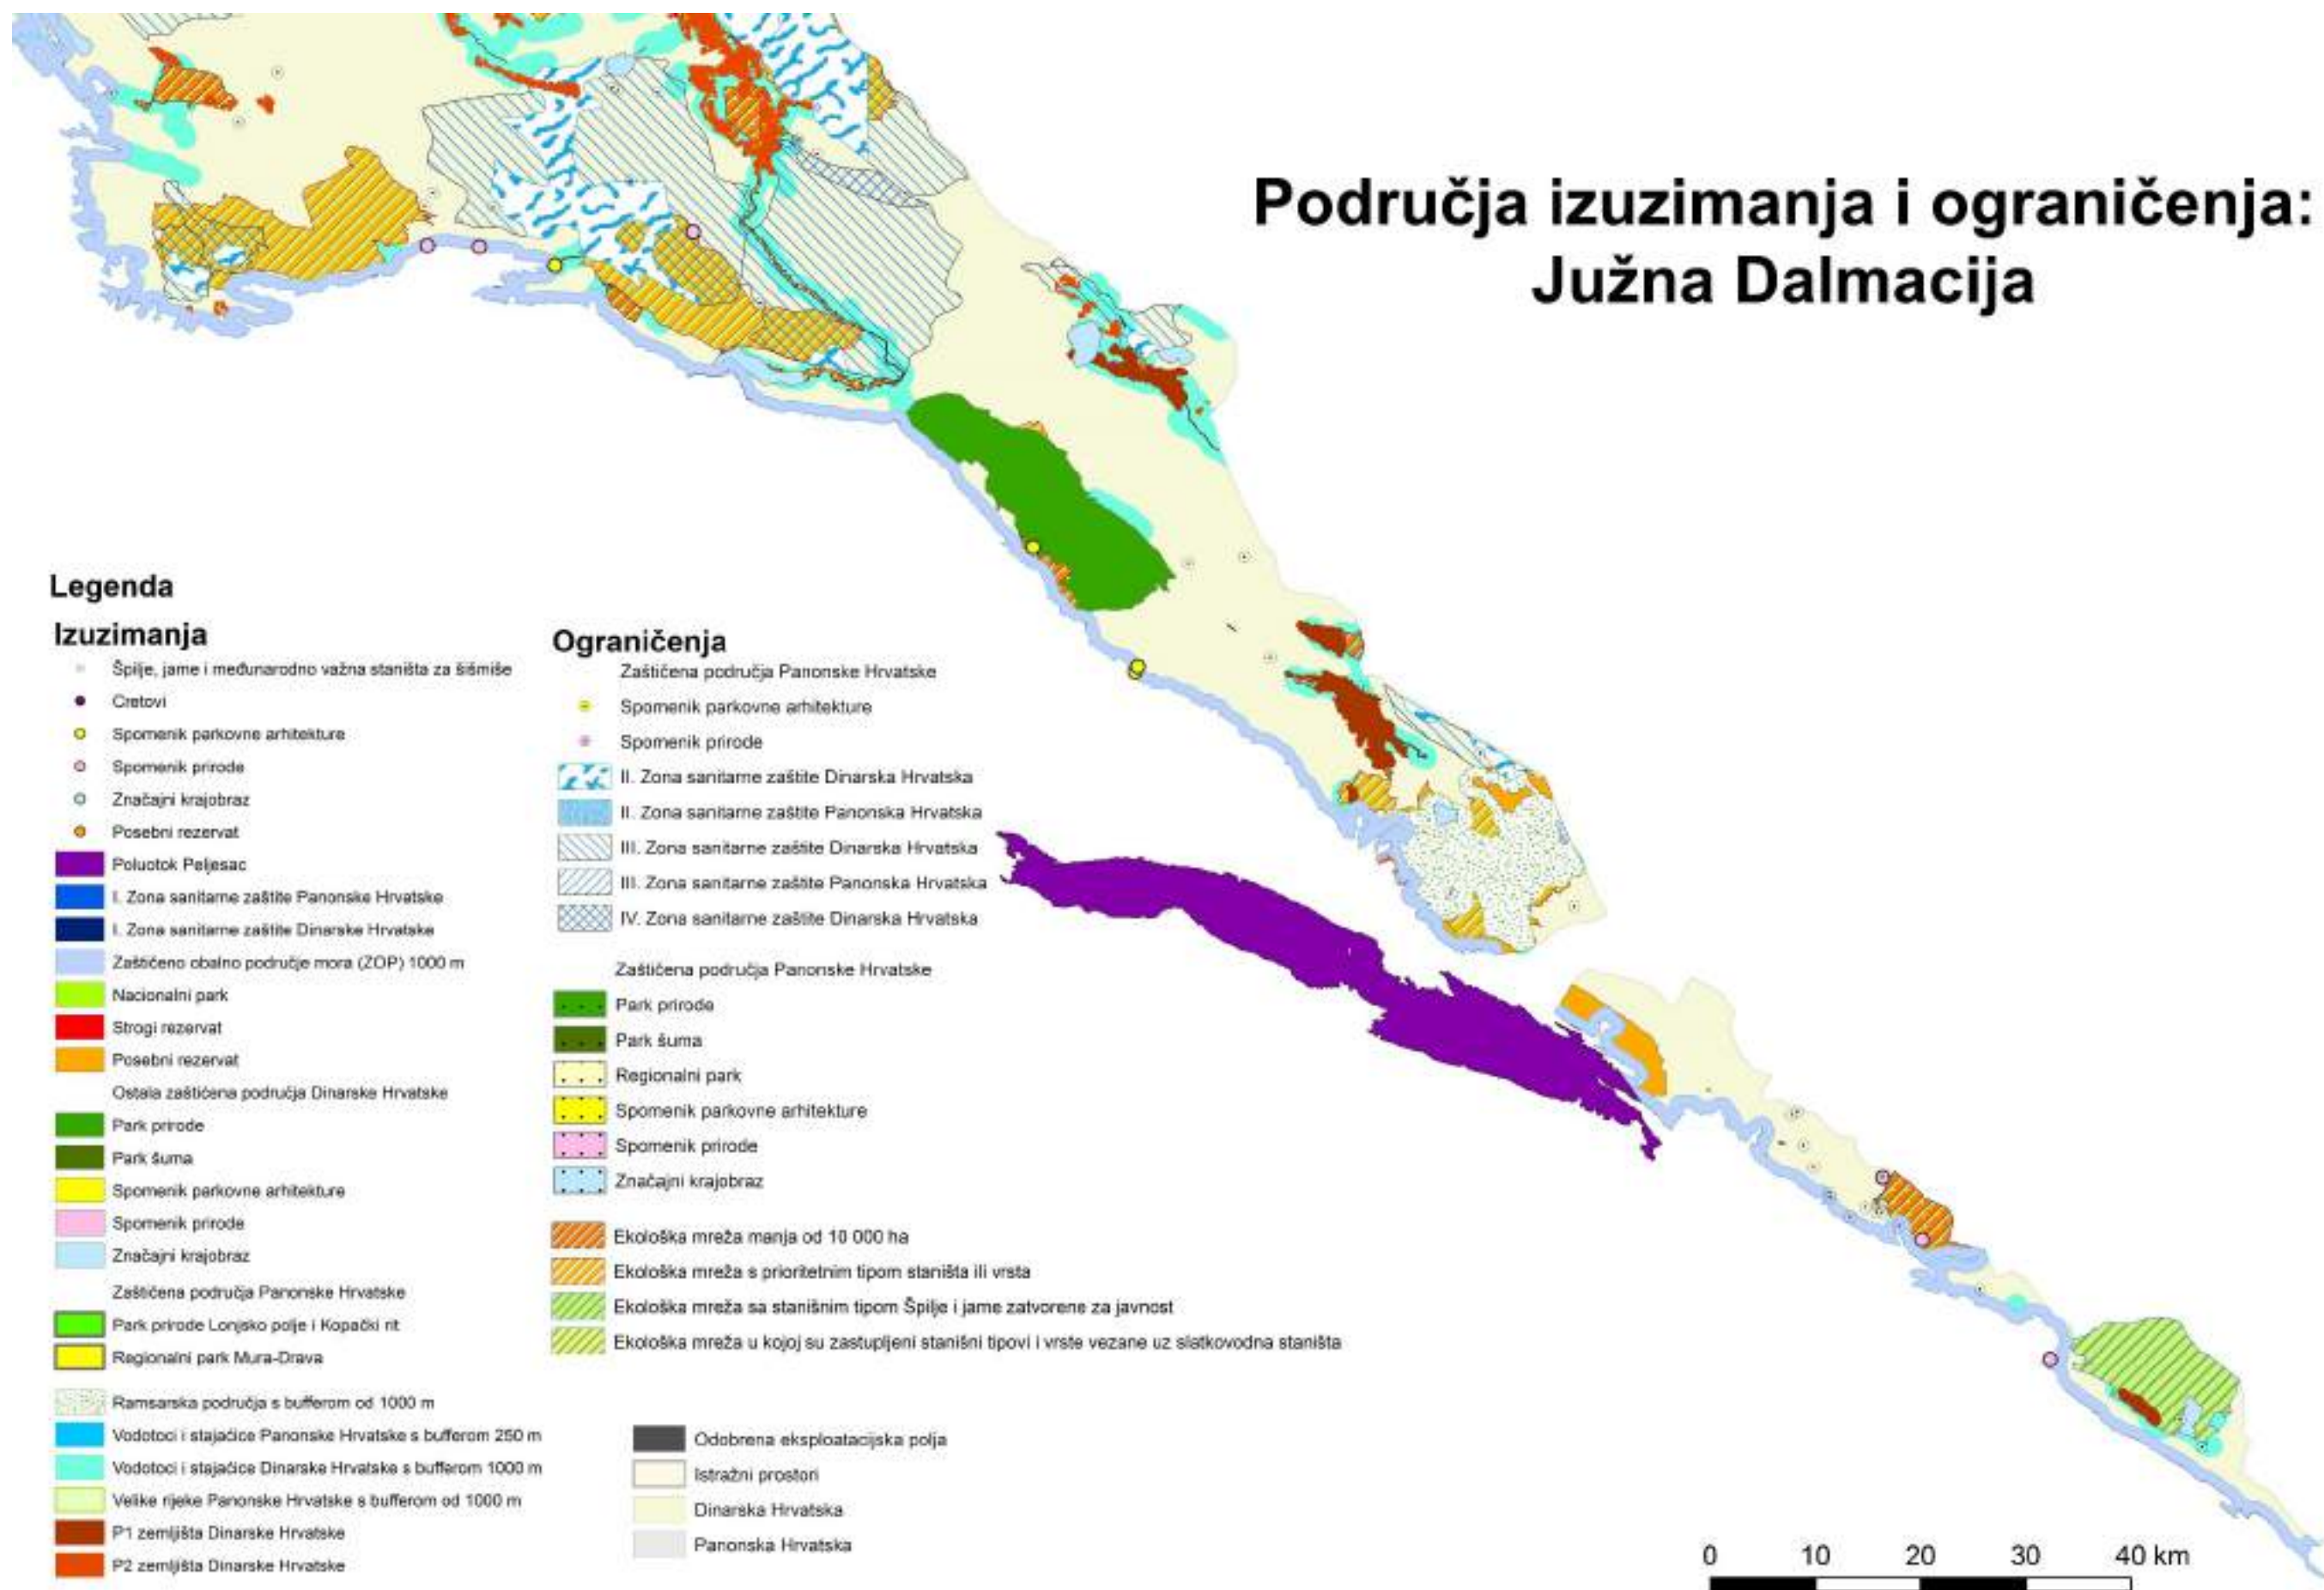 Područja izuzimanja i ograničenja:
Južna Dalmacija
Legenda
Izuzimanja
Špilje, jame i međunarodno važna staništa za šišmiše
Cretovi
Spomenik parkovne arhitekture
Spomenik prirode
Značajni krajobraz
Posebni rezervat
Poluotok Pelješac
I. Zona sanitarne zaštite Panonske Hrvatske
I. Zona sanitarne zaštite Dinarske Hrvatske
Zaštićeno obalno područje mora (ZOP) 1000 m
Nacionalni park
Strogi rezervat
Posebni rezervat
Ostala zaštićena područja Dinarske Hrvatske
Park prirode
Park šuma
Spomenik parkovne arhitekture
Spomenik prirode
Značajni krajobraz
Zaštićena područja Panonske Hrvatske
Park prirode Lonjsko polje i Kopački rit
Regionalni park Mura-Drava
Ramsarska područja s bufferom od 1000 m
Vodotoci i stajaćice Panonske Hrvatske s bufferom 250 m
Vodotoci i stajaćice Dinarske Hrvatske s bufferom 1000 m
Velike rijeke Panonske Hrvatske s bufferom od 1000 m
P1 zemljišta Dinarske Hrvatske
P2 zemljišta Dinarske Hrvatske
Ograničenja
Zaštićena područja Panonske Hrvatske
Spomenik parkovne arhitekture
Spomenik prirode
II. Zona sanitarne zaštite Dinarska Hrvatska
II. Zona sanitarne zaštite Panonska Hrvatska
III. Zona sanitarne zaštite Dinarska Hrvatska
III. Zona sanitarne zaštite Panonska Hrvatska
IV. Zona sanitarne zaštite Dinarska Hrvatska
Zaštićena područja Panonske Hrvatske
Park prirode
Park šuma
Regionalni park
Spomenik parkovne arhitekture
Spomenik prirode
Značajni krajobraz
Ekološka mreža manja od 10 000 ha
Ekološka mreža s prioritetnim tipom staništa ili vrsta
Ekološka mreža sa stanišnim tipom Špilje i jame zatvorene za javnost
Ekološka mreža u kojoj su zastupljeni stanišni tipovi i vrste vezane uz slatkovodna staništa
Odobrena eksploatacijska polja
Istražni prostori
Dinarska Hrvatska
Panonska Hrvatska
0 10 20 30 40 km